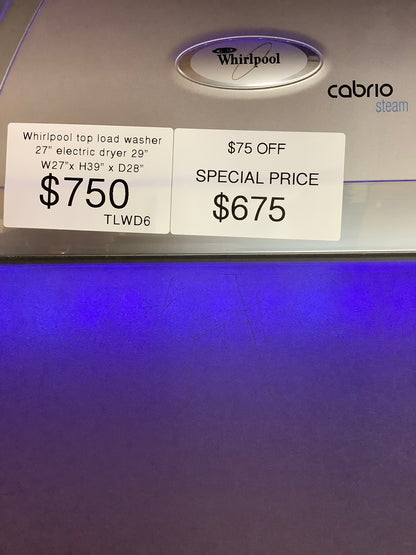 Whirlpool
cabrio
steam
Whirlpool top load washer
27" electric dryer 29"
W27"x H39" x D28"
$750
TLWD6
$75 OFF
SPECIAL PRICE
$675